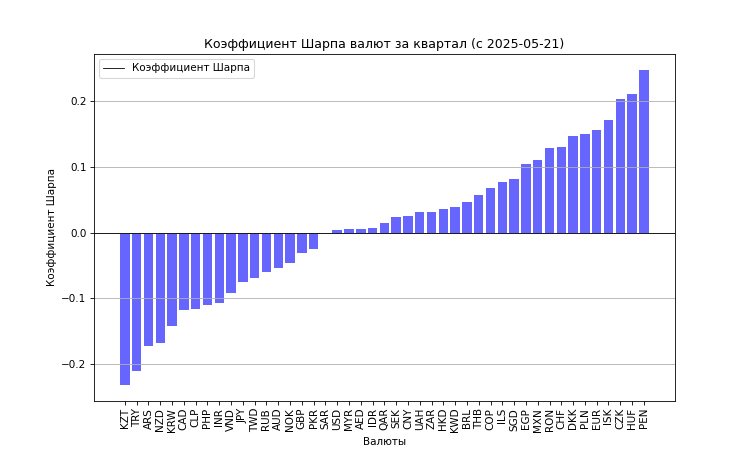 Коэффициент Шарпа валют за квартал (с 2025-05-21)
Коэффициент Шарпа
Коэффициент Шарпа
0.2
0.1
0.0
−0.1
−0.2
KZT
TRY
ARS
NZD
KRW
CAD
CLP
PHP
INR
VND
JPY
TWD
RUB
AUD
NOK
GBP
PKR
SAR
USD
MYR
AED
IDR
QAR
SEK
CNY
UAH
ZAR
HKD
KWD
BRL
THB
COP
ILS
SGD
EGP
MXN
RON
CHF
DKK
PLN
EUR
ISK
CZK
HUF
PEN
Валюты